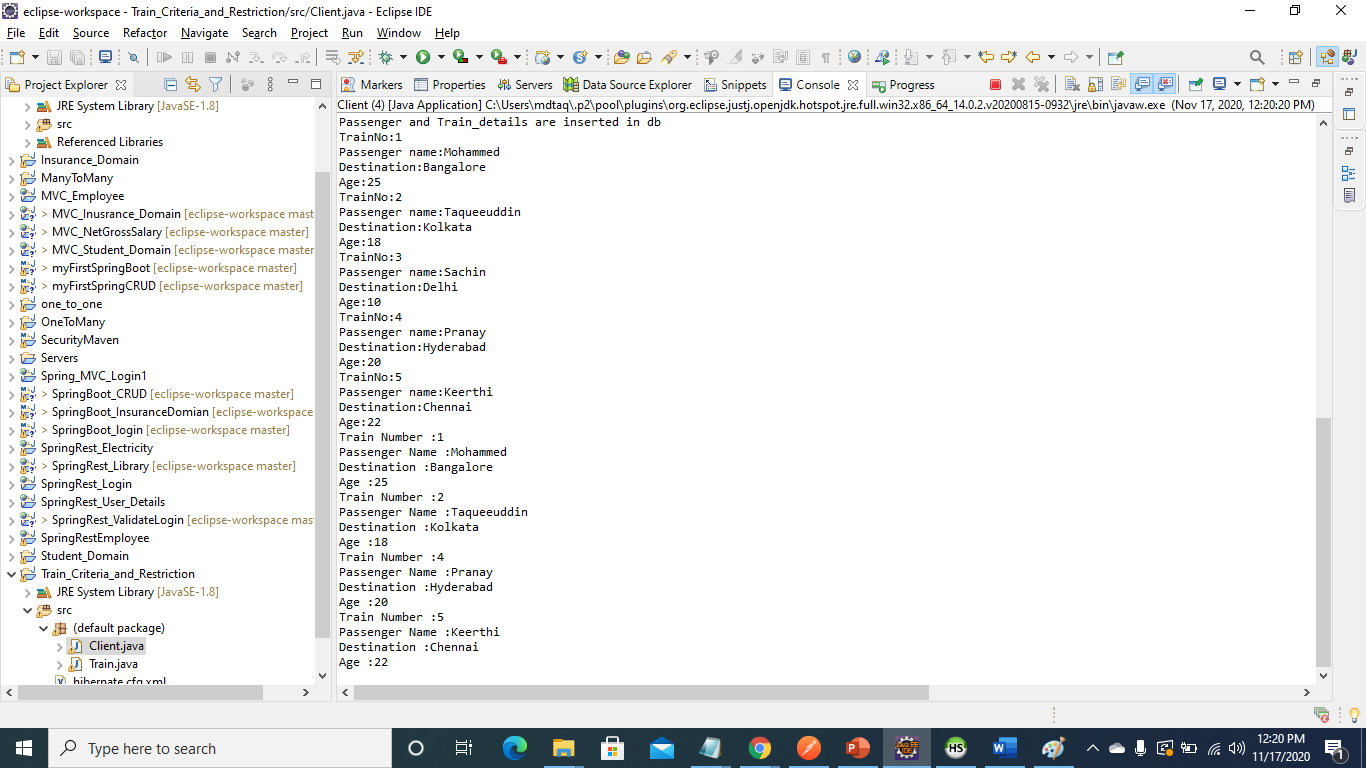 eclipse-workspace - Train_Criteria_and_Restriction/src/Client.java - Eclipse IDE
File Edit Source Refactor Navigate Search Project Run Window Help
Project Explorer
JRE System Library [JavaSE-1.8]
src
Referenced Libraries
Insurance_Domain
ManyToMany
MVC_Employee
> MVC_Inusrance_Domain [eclipse-workspace mast
> MVC_NetGrossSalary [eclipse-workspace master]
> MVC_Student_Domain [eclipse-workspace master
> myFirstSpringBoot [eclipse-workspace master]
> myFirstSpringCRUD [eclipse-workspace master]
one_to_one
OneToMany
SecurityMaven
Servers
Spring_MVC_Login1
> SpringBoot_CRUD [eclipse-workspace master]
> SpringBoot_InsuranceDomian [eclipse-workspace
> SpringBoot_login [eclipse-workspace master]
SpringRest_Electricity
> SpringRest_Library [eclipse-workspace master]
SpringRest_Login
SpringRest_User_Details
> SpringRest_ValidateLogin [eclipse-workspace mas
SpringRestEmployee
Student_Domain
Train_Criteria_and_Restriction
JRE System Library [JavaSE-1.8]
src
(default package)
Client.java
Train.java
hibernate.cfg.xml
Markers Properties Servers Data Source Explorer Snippets Console Progress
Client (4) [Java Application] C:\Users\mdtaq\.p2\pool\plugins\org.eclipse.justj.openjdk.hotspot.jre.full.win32.x86_64_14.0.2.v20200815-0932\jre\bin\javaw.exe (Nov 17, 2020, 12:20:20 PM)
Passenger and Train_details are inserted in db
TrainNo:1
Passenger name:Mohammed
Destination:Bangalore
Age:25
TrainNo:2
Passenger name:Taqueeuddin
Destination:Kolkata
Age:18
TrainNo:3
Passenger name:Sachin
Destination:Delhi
Age:10
TrainNo:4
Passenger name:Pranay
Destination:Hyderabad
Age:20
TrainNo:5
Passenger name:Keerthi
Destination:Chennai
Age:22
Train Number :1
Passenger Name :Mohammed
Destination :Bangalore
Age :25
Train Number :2
Passenger Name :Taqueeuddin
Destination :Kolkata
Age :18
Train Number :4
Passenger Name :Pranay
Destination :Hyderabad
Age :20
Train Number :5
Passenger Name :Keerthi
Destination :Chennai
Age :22
Type here to search
JAVA EE
IDE
HS
12:20 PM
11/17/2020
1